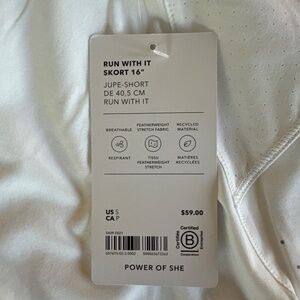 RUN WITH IT
SKORT 16"
JUPE-SHORT
DE 40,5 CM
RUN WITH IT
BREATHABLE
FEATHERWEIGHT
STRETCH FABRIC
RECYCLED
MATERIAL
RESPIRANT
TISSU
FEATHERWEIGHT
STRETCH
MATIÈRES
RECYCLÉES
US S
CA P
$59.00
Certified
B
Corporation
POWER OF SHE